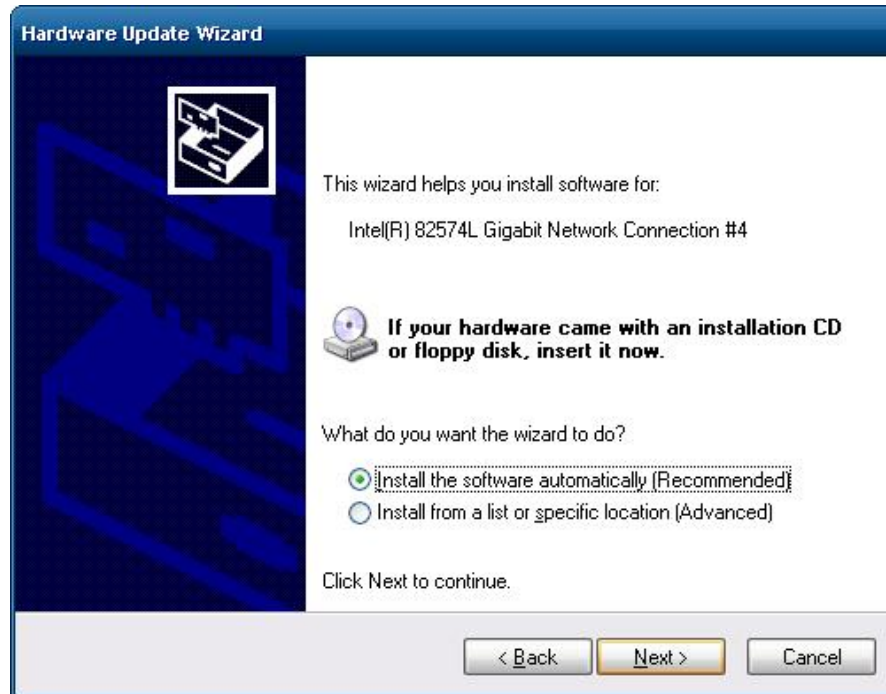 Hardware Update Wizard
This wizard helps you install software for:
Intel(R) 82574L Gigabit Network Connection #4
If your hardware came with an installation CD
or floppy disk, insert it now.
What do you want the wizard to do?
Install the software automatically (Recommended)
Install from a list or specific location (Advanced)
Click Next to continue.
< Back Next > Cancel